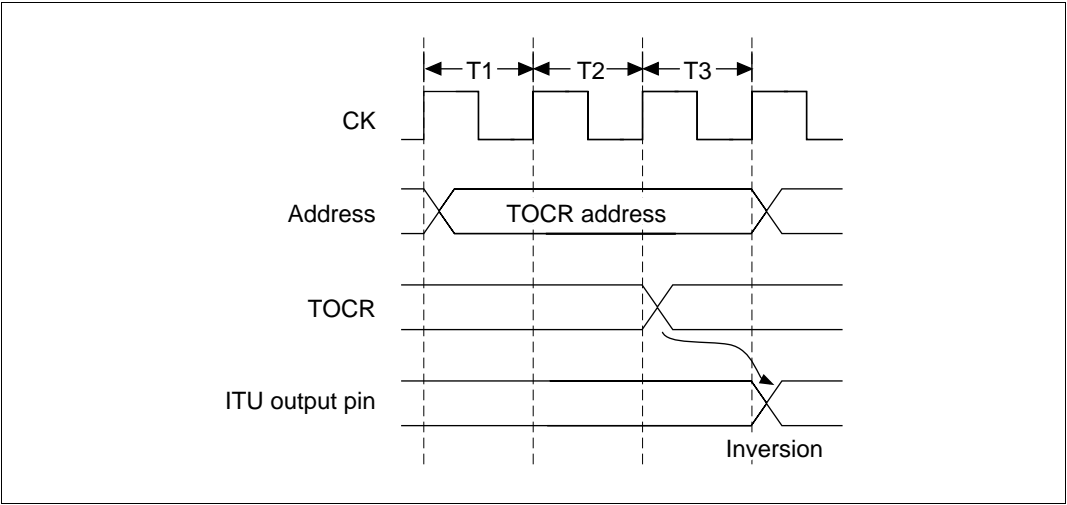 T1 T2 T3
CK
Address TOCR address
TOCR
ITU output pin
Inversion